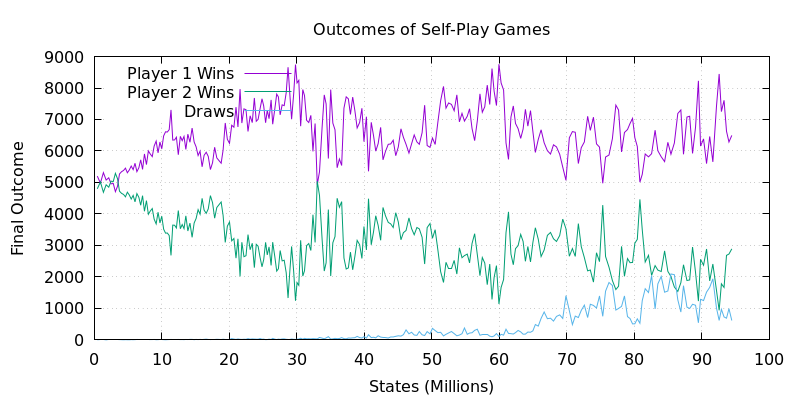 Outcomes of Self-Play Games
9000
8000
7000
6000
5000
4000
3000
2000
1000
0
Final Outcome
Player 1 Wins
Player 2 Wins
Draws
0 10 20 30 40 50 60 70 80 90 100
States (Millions)